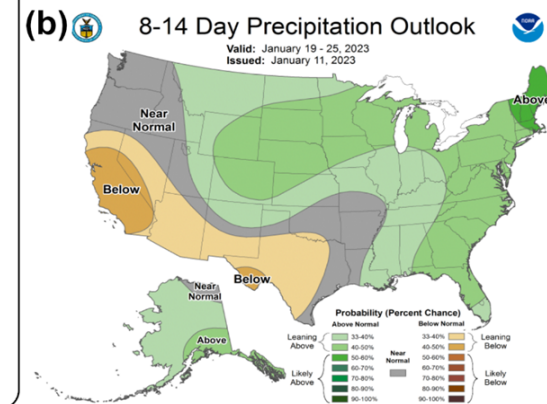 (b)
8-14 Day Precipitation Outlook
Valid: January 19 - 25, 2023
Issued: January 11, 2023
Above
Near
Normal
Below
Below
Near
Normal
Above
Probability (Percent Chance)
Above Normal
Below Normal
Leaning
Above
33-40%
40-50%
50-60%
60-70%
70-80%
80-90%
90-100%
Likely
Above
Near
Normal
33-40%
40-50%
50-60%
60-70%
70-80%
80-90%
90-100%
Leaning
Below
Likely
Below